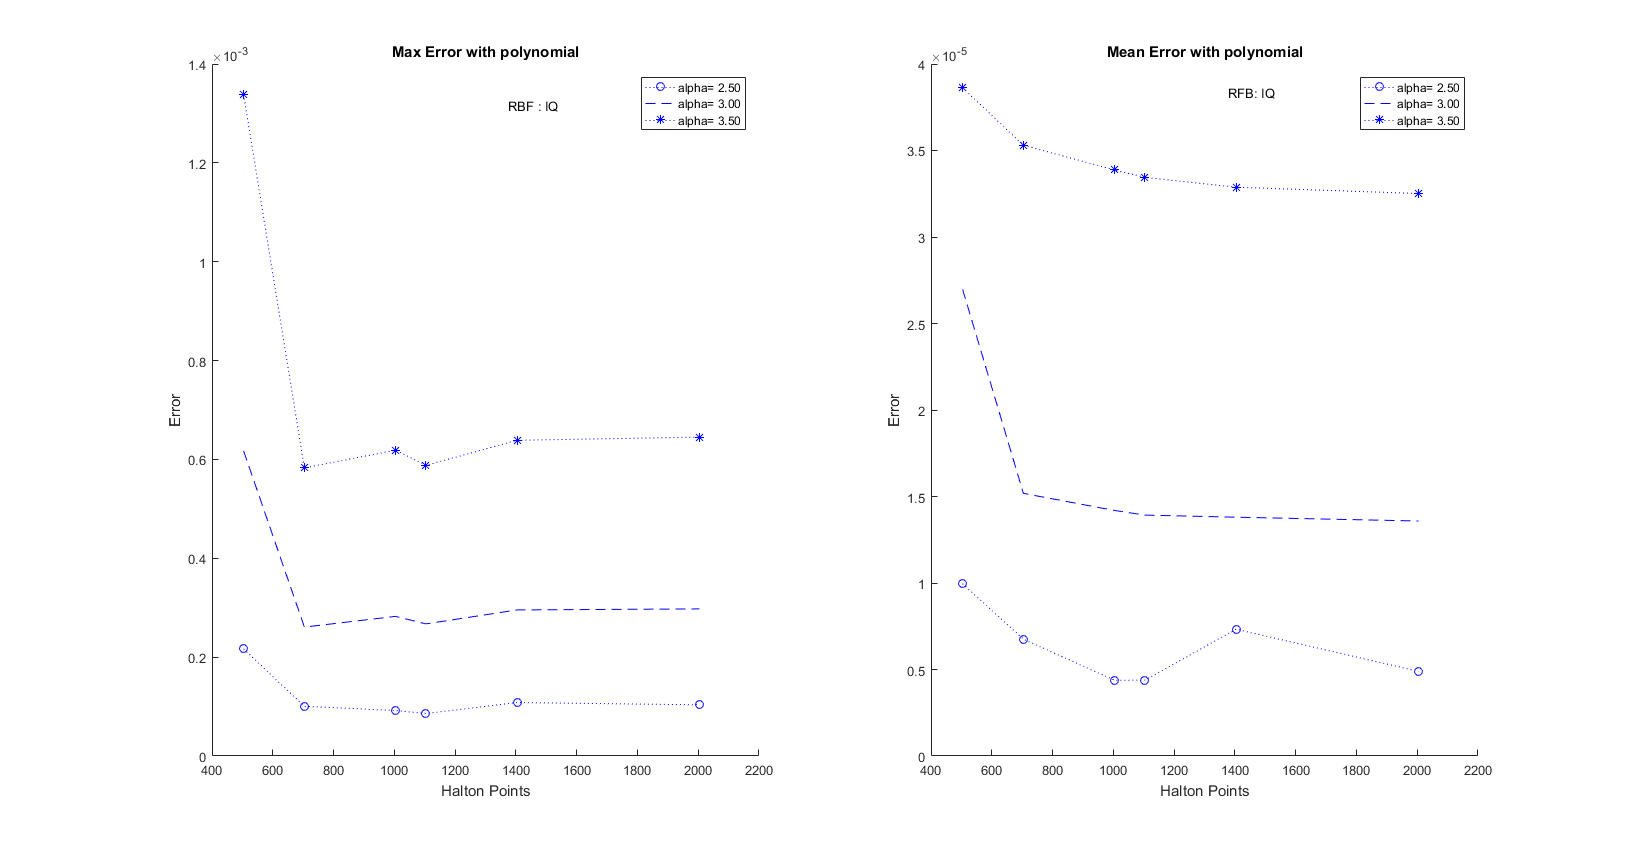 Max Error with polynomial
×10-3
1.4
1.2
1
0.8
0.6
0.4
0.2
0
400 600 800 1000 1200 1400 1600 1800 2000 2200
Halton Points
Error
RBF : IQ
alpha= 2.50
alpha= 3.00
alpha= 3.50
Mean Error with polynomial
×10-5
4
3.5
3
2.5
2
1.5
1
0.5
0
400 600 800 1000 1200 1400 1600 1800 2000 2200
Halton Points
Error
RFB: IQ
alpha= 2.50
alpha= 3.00
alpha= 3.50